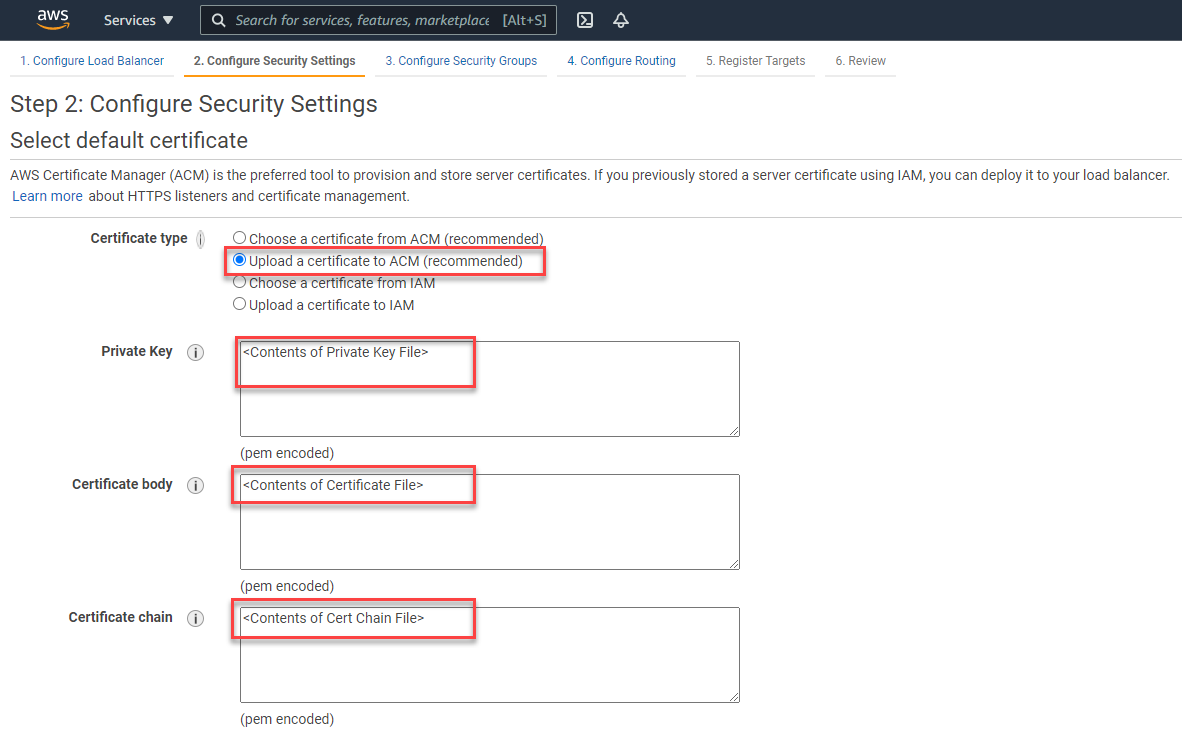 aws Services ▼ Search for services, features, marketplace [Alt+S]
1. Configure Load Balancer 2. Configure Security Settings 3. Configure Security Groups 4. Configure Routing 5. Register Targets 6. Review
Step 2: Configure Security Settings
Select default certificate
AWS Certificate Manager (ACM) is the preferred tool to provision and store server certificates. If you previously stored a server certificate using IAM, you can deploy it to your load balancer.
Learn more about HTTPS listeners and certificate management.
Certificate type i Choose a certificate from ACM (recommended)
Upload a certificate to ACM (recommended)
Choose a certificate from IAM
Upload a certificate to IAM
Private Key i <Contents of Private Key File>
(pem encoded)
Certificate body i <Contents of Certificate File>
(pem encoded)
Certificate chain i <Contents of Cert Chain File>
(pem encoded)